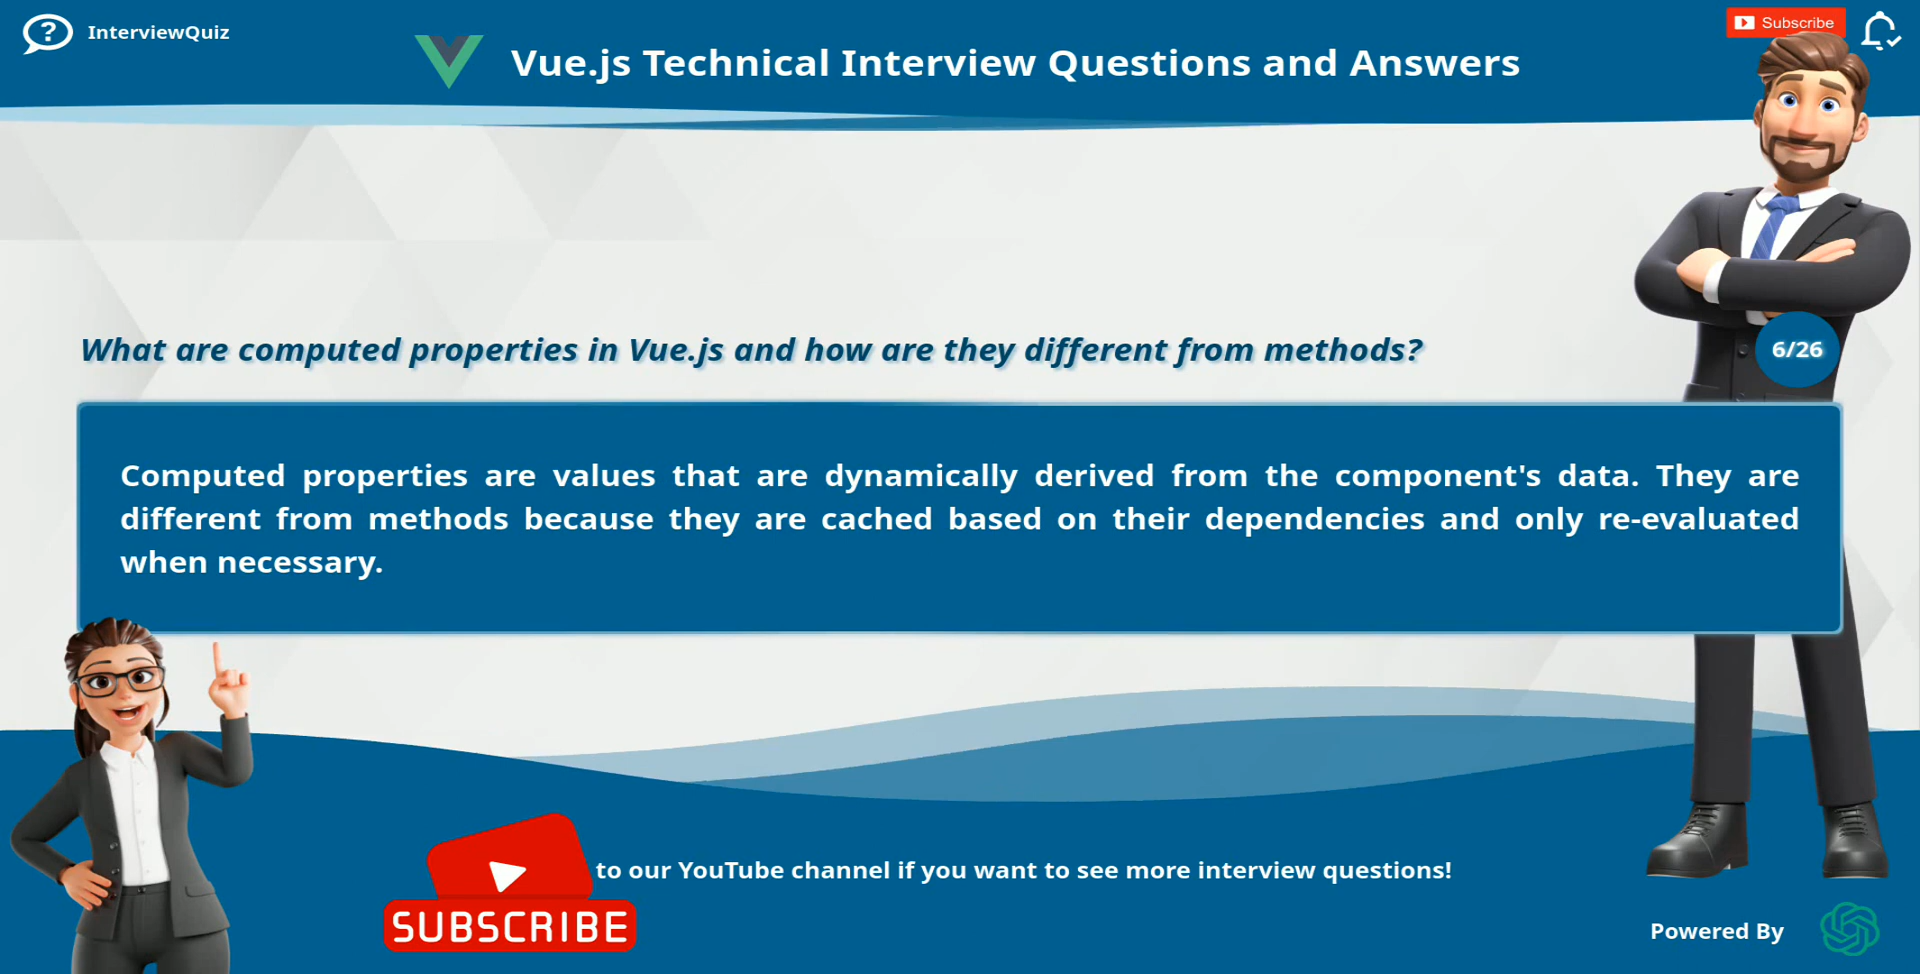 InterviewQuiz
Subscribe
Vue.js Technical Interview Questions and Answers
What are computed properties in Vue.js and how are they different from methods?
6/26
Computed properties are values that are dynamically derived from the component's data. They are
different from methods because they are cached based on their dependencies and only re-evaluated
when necessary.
to our YouTube channel if you want to see more interview questions!
SUBSCRIBE
Powered By